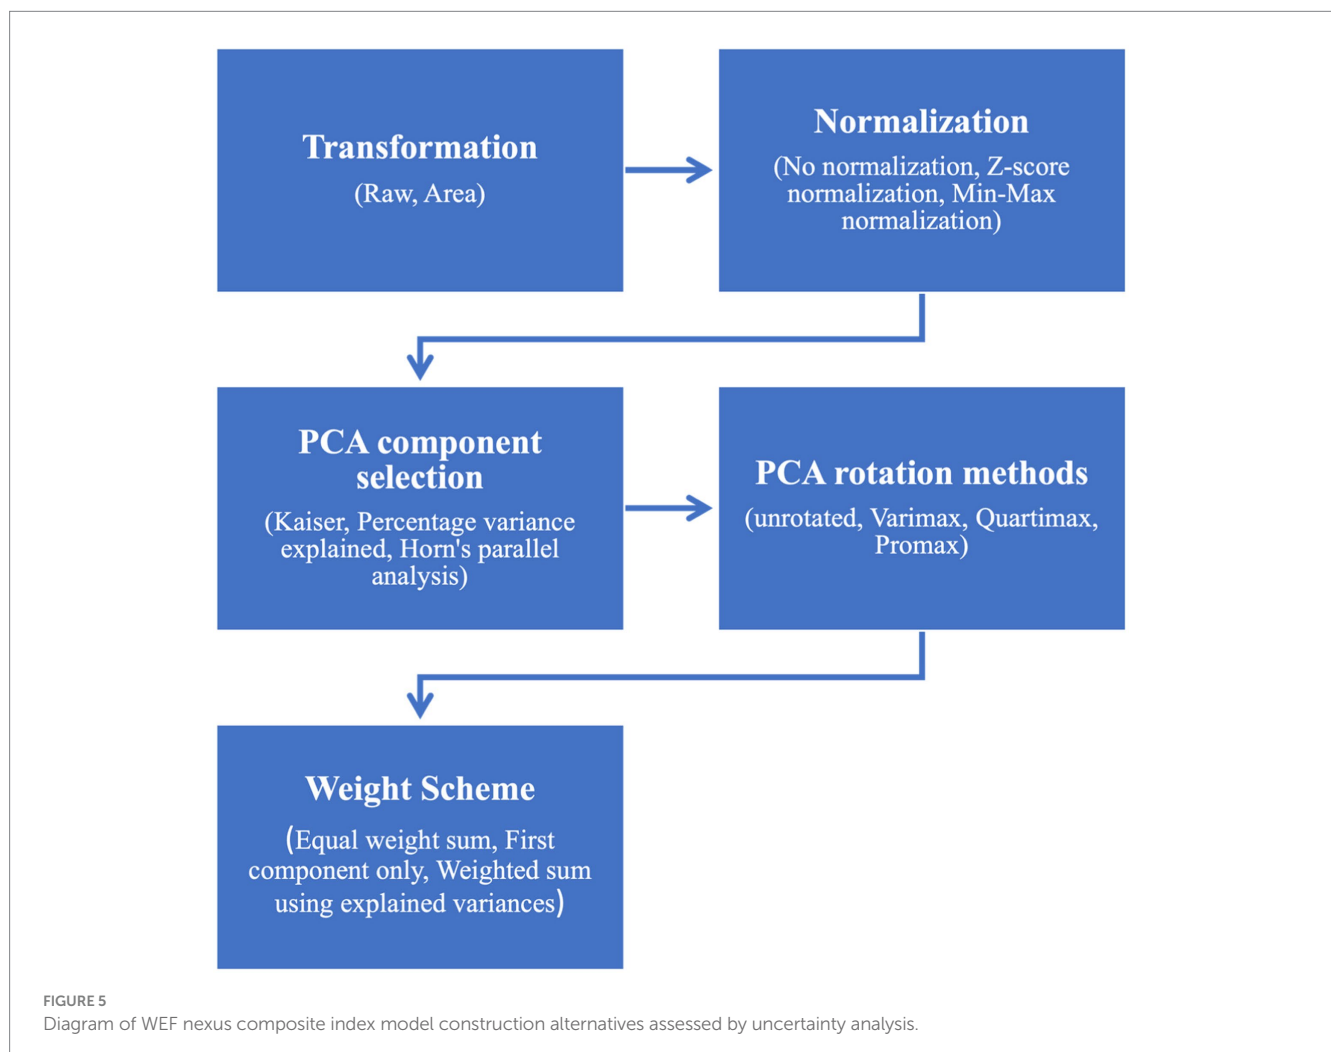 Transformation
(Raw, Area)
Normalization
(No normalization, Z-score
normalization, Min-Max
normalization)
PCA component
selection
(Kaiser, Percentage variance
explained, Horn's parallel
analysis)
PCA rotation methods
(unrotated, Varimax, Quartimax,
Promax)
Weight Scheme
(Equal weight sum, First
component only, Weighted sum
using explained variances)
FIGURE 5
Diagram of WEF nexus composite index model construction alternatives assessed by uncertainty analysis.